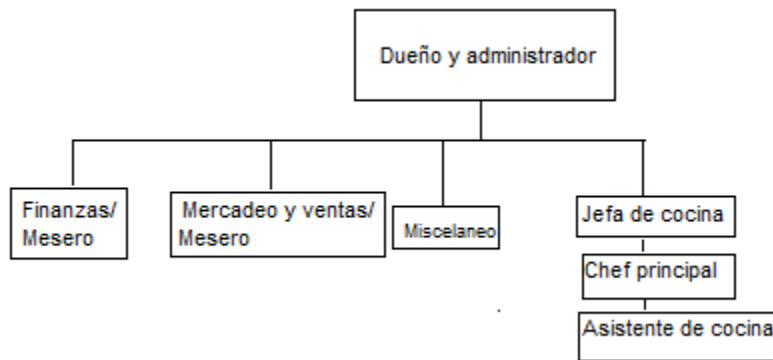 Dueño y administrador
Finanzas/
Mesero
Mercadeo y ventas/
Mesero
Miscelaneo
Jefa de cocina
Chef principal
Asistente de cocina